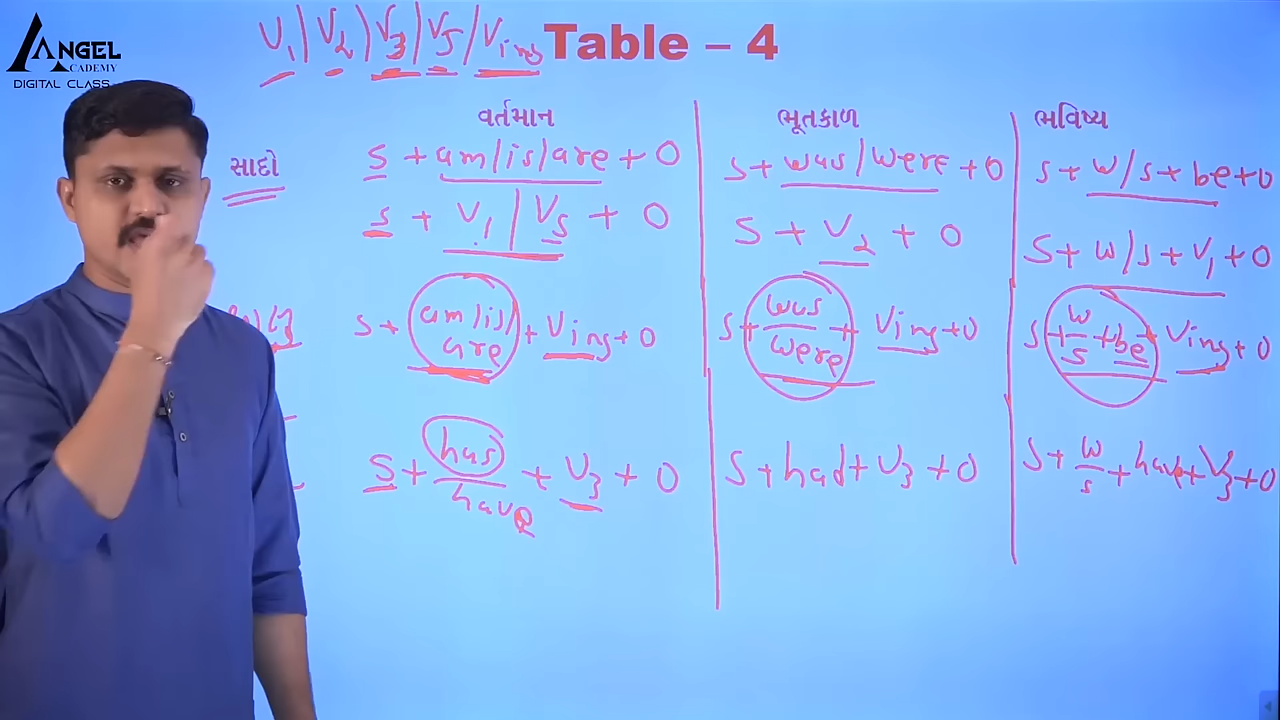 ANGEL
ACADEMY
DIGITAL CLASS
V1 | V2 | V3 | V5 | Ving
Table – 4
વર્તમાન ભૂતકાળ ભવિષ્ય
સાદો S + am/is/are + O S + was/were + O S + w/s + be + O
S + V1 | V5 + O S + V2 + O S + w/s + V1 + O
S + am/is/are + Ving + O S + was/were + Ving + O S + w/s + be + Ving + O
S + has/have + V3 + O S + had + V3 + O S + w/s + have + V3 + O